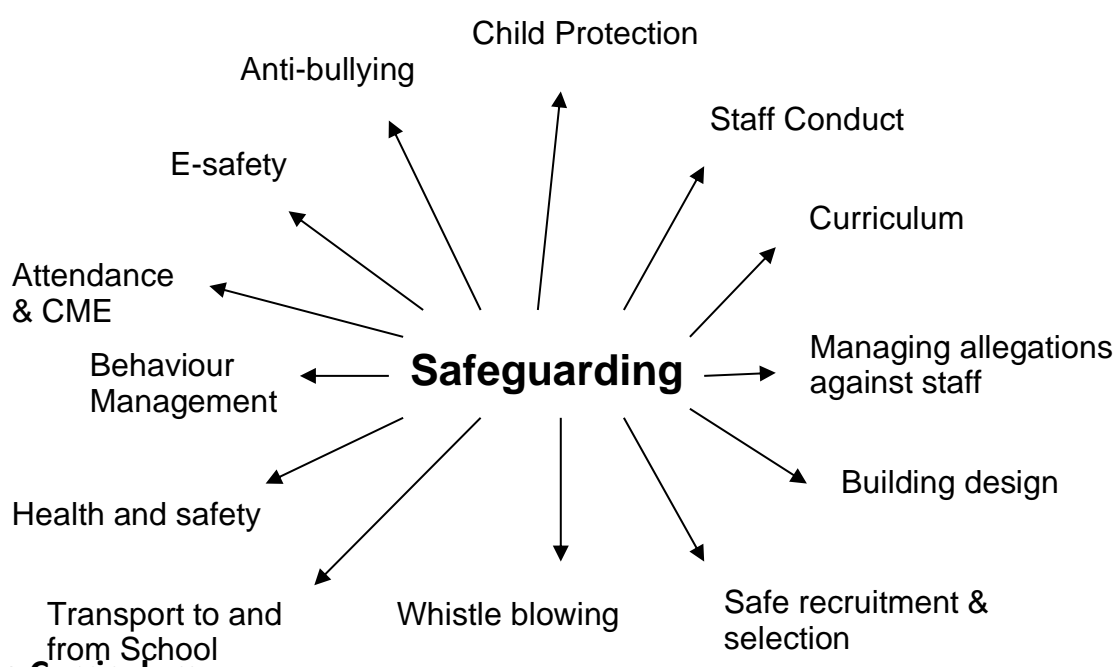 Child Protection
Anti-bullying
Staff Conduct
E-safety
Curriculum
Attendance
& CME
Managing allegations
against staff
Behaviour
Management
Safeguarding
Building design
Health and safety
Safe recruitment &
selection
Transport to and
from School
Whistle blowing